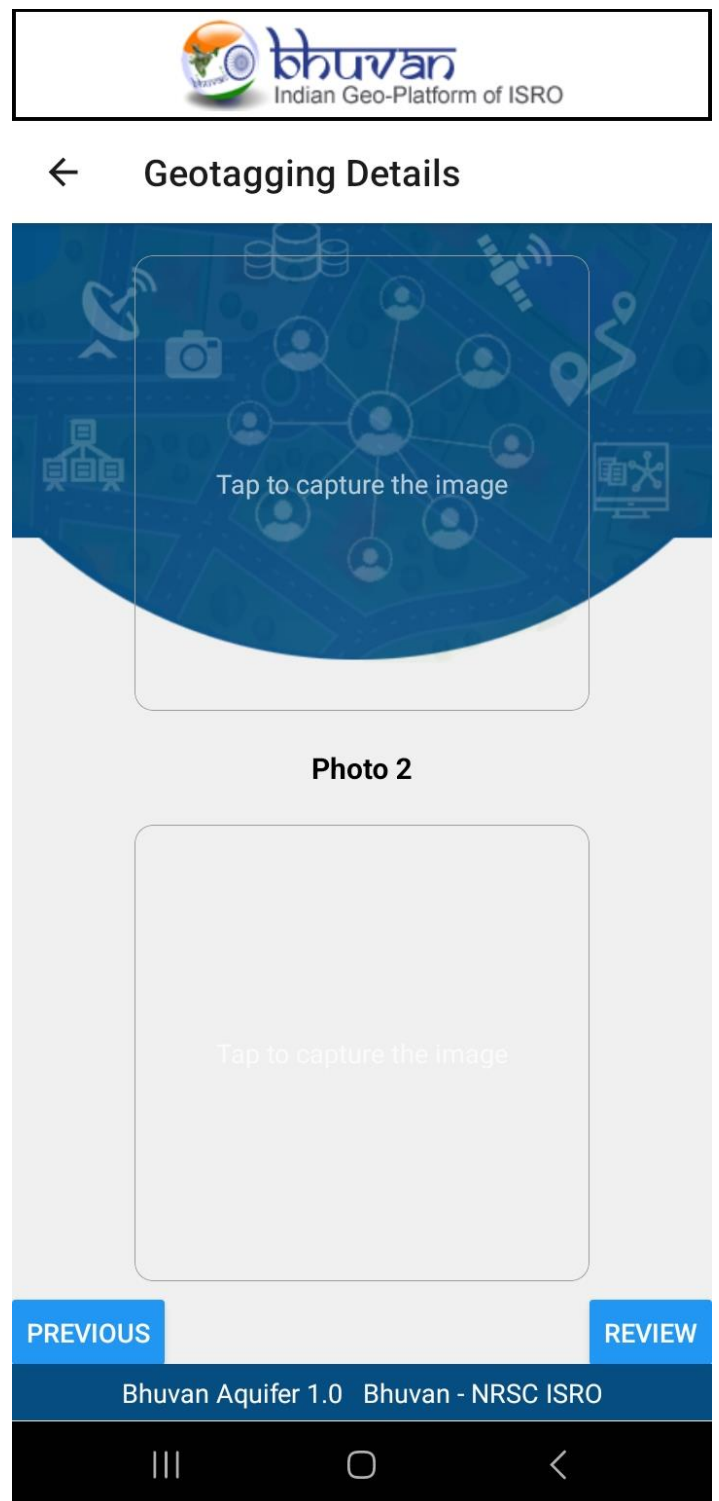 bhuvan
Indian Geo-Platform of ISRO
Geotagging Details
Tap to capture the image
Photo 2
Tap to capture the image
PREVIOUS
REVIEW
Bhuvan Aquifer 1.0 Bhuvan - NRSC ISRO